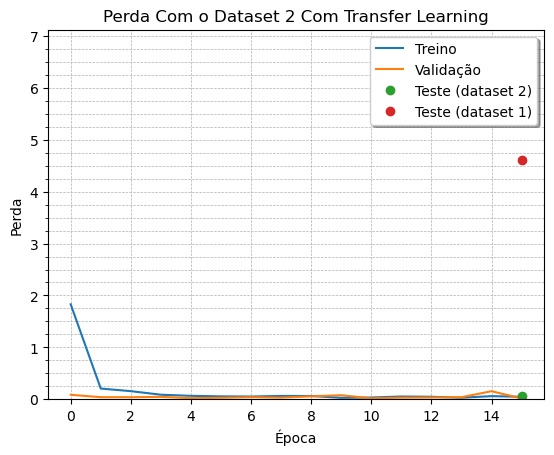 Perda Com o Dataset 2 Com Transfer Learning
7
6
5
4
3
2
1
0
Perda
Treino
Validação
Teste (dataset 2)
Teste (dataset 1)
0 2 4 6 8 10 12 14
Época